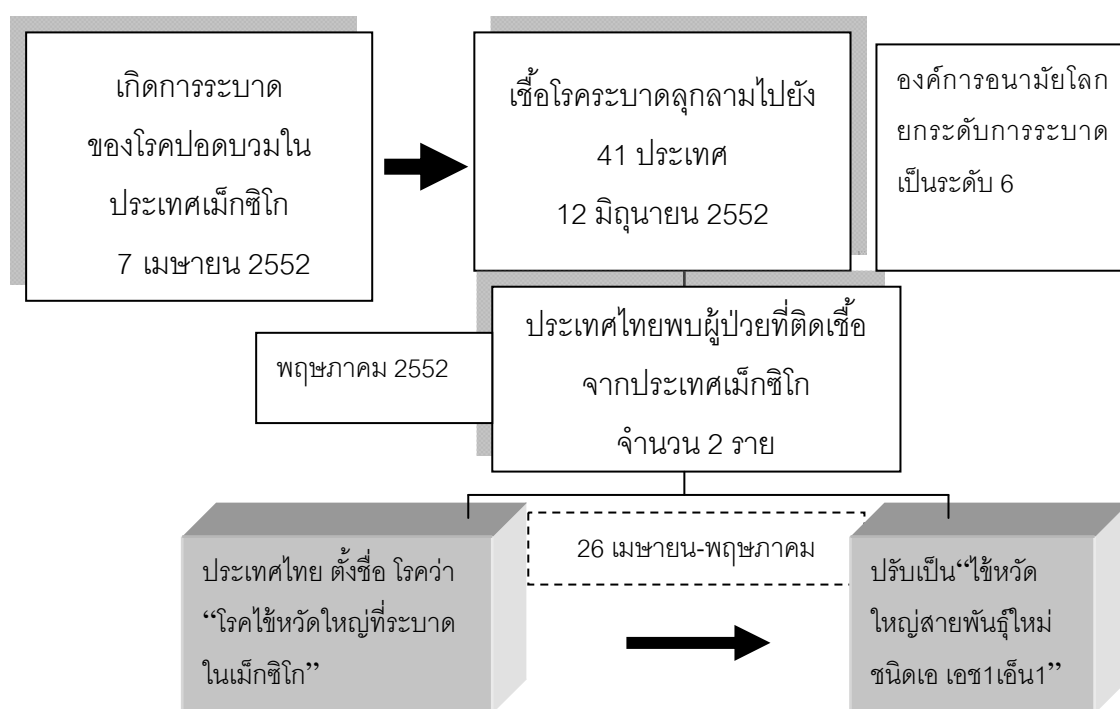 เกิดการระบาด
ของโรคปอดบวมใน
ประเทศเม็กซิโก
7 เมษายน 2552
เชื้อโรคระบาดลุกลามไปยัง
41 ประเทศ
12 มิถุนายน 2552
องค์การอนามัยโลก
ยกระดับการระบาด
เป็นระดับ 6
พฤษภาคม 2552
ประเทศไทยพบผู้ป่วยที่ติดเชื้อ
จากประเทศเม็กซิโก
จำนวน 2 ราย
26 เมษายน-พฤษภาคม
ประเทศไทย ตั้งชื่อ โรคว่า
“โรคไข้หวัดใหญ่ที่ระบาด
ในเม็กซิโก”
ปรับเป็น“ไข้หวัด
ใหญ่สายพันธุ์ใหม่
ชนิดเอ เอช1เอ็น1”